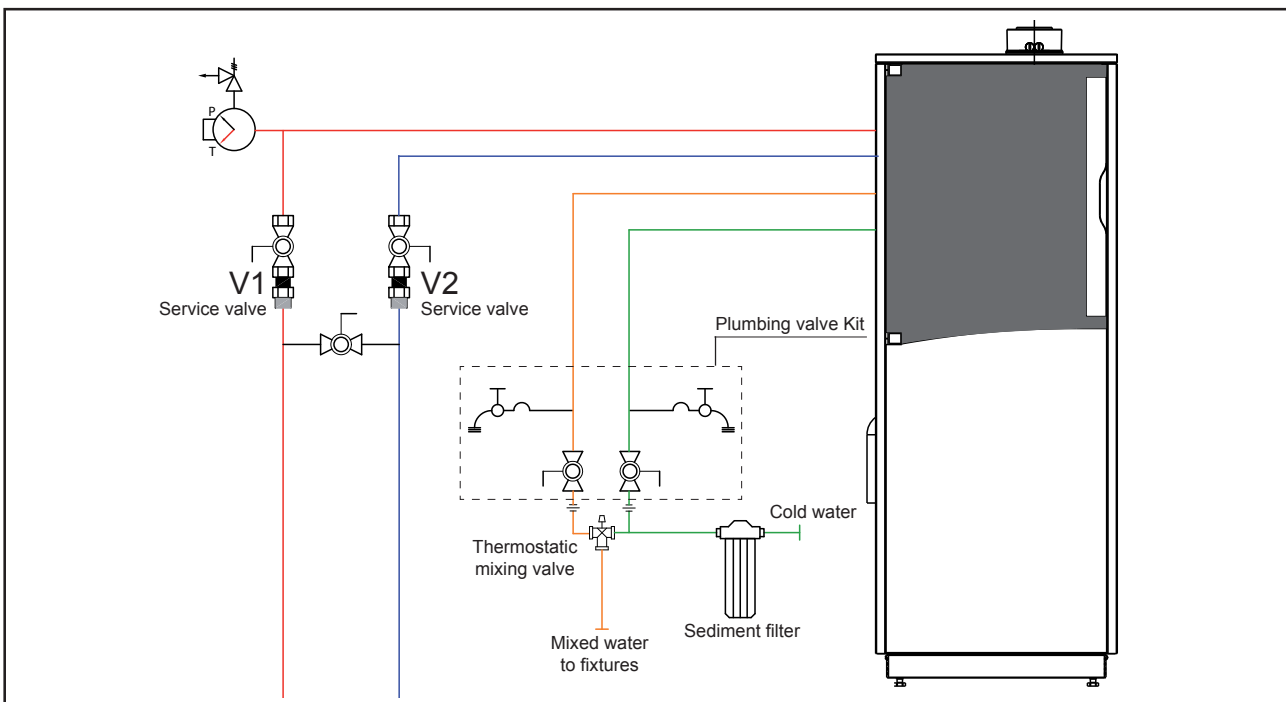 P
T
V1
Service valve
V2
Service valve
Plumbing valve Kit
Cold water
Thermostatic
mixing valve
Sediment filter
Mixed water
to fixtures